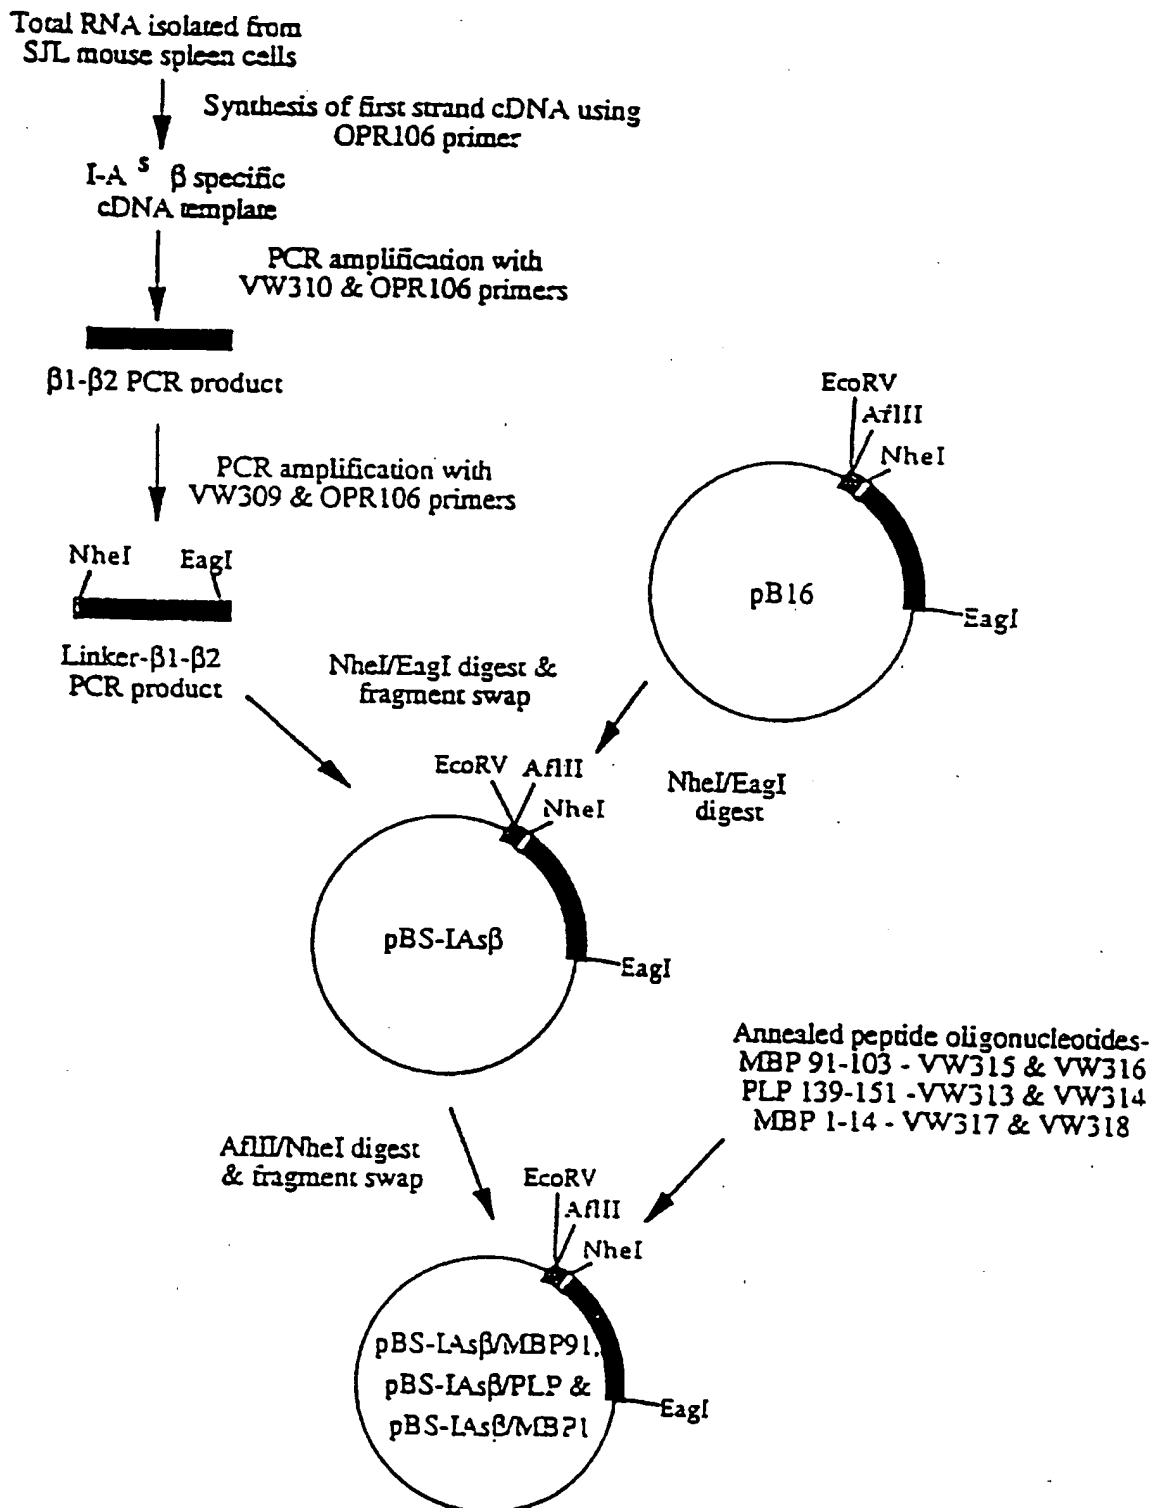 Total RNA isolated from
SJL mouse spleen cells
Synthesis of first strand cDNA using
OPR106 primer
I-A s β specific
cDNA template
PCR amplification with
VW310 & OPR106 primers
β1-β2 PCR product
PCR amplification with
VW309 & OPR106 primers
NheI EagI
Linker-β1-β2
PCR product
EcoRV
AflII
NheI
pB16
EagI
NheI/EagI digest &
fragment swap
NheI/EagI
digest
EcoRV AflII
NheI
pBS-IAsβ
EagI
Annealed peptide oligonucleotides-
MBP 91-103 - VW315 & VW316
PLP 139-151 -VW313 & VW314
MBP 1-14 - VW317 & VW318
AflII/NheI digest
& fragment swap
EcoRV
AflII
NheI
pBS-IAsβ/MBP91,
pBS-IAsβ/PLP &
pBS-IAsβ/MBP1
EagI